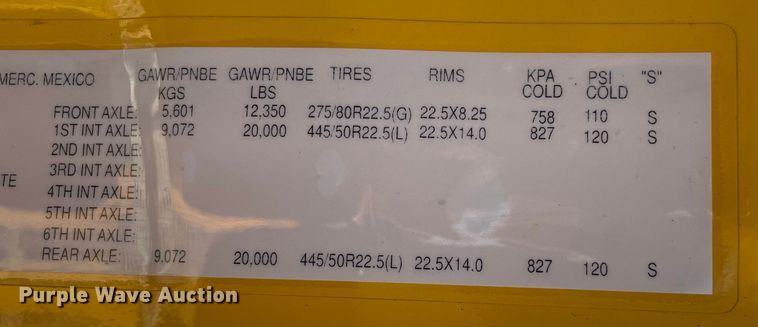 MERC. MEXICO GAWR/PNBE GAWR/PNBE TIRES RIMS KPA PSI "S"
KGS LBS COLD COLD
FRONT AXLE: 5,601 12,350 275/80R22.5(G) 22.5X8.25 758 110 S
1ST INT AXLE: 9,072 20,000 445/50R22.5(L) 22.5X14.0 827 120 S
2ND INT AXLE:
3RD INT AXLE:
TE 4TH INT AXLE:
5TH INT AXLE:
6TH INT AXLE:
REAR AXLE: 9,072 20,000 445/50R22.5(L) 22.5X14.0 827 120 S
Purple Wave Auction